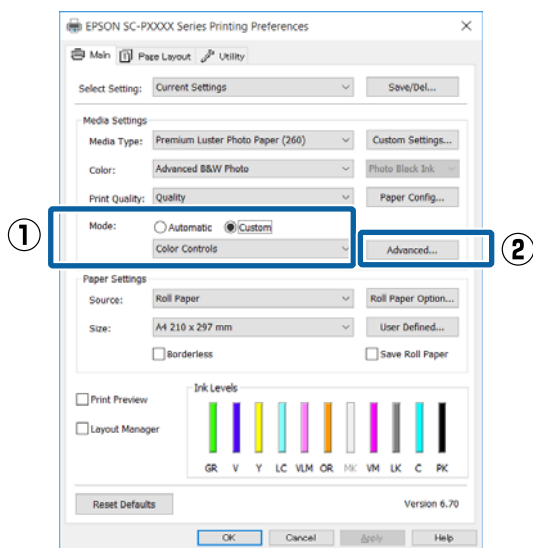 EPSON SC-PXXXX Series Printing Preferences
Main Page Layout Utility
Select Setting: Current Settings Save/Del...
Media Settings
Media Type: Premium Luster Photo Paper (260) Custom Settings...
Color: Advanced B&W Photo Photo Black Ink
Print Quality: Quality Paper Config...
① Mode: Automatic Custom
Color Controls Advanced... ②
Paper Settings
Source: Roll Paper Roll Paper Option...
Size: A4 210 x 297 mm User Defined...
Borderless Save Roll Paper
Ink Levels
Print Preview
Layout Manager
GR V Y LC VLM OR MK VM LK C PK
Reset Defaults Version 6.70
OK Cancel Apply Help